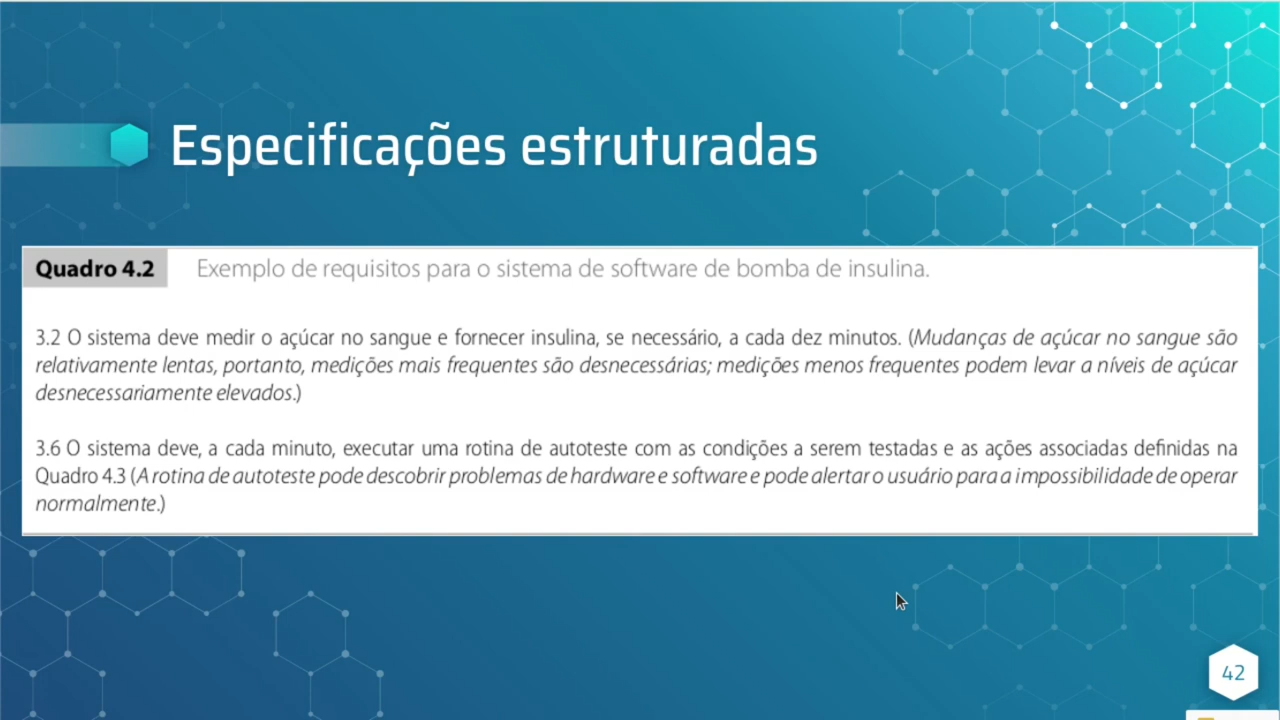 Especificações estruturadas
Quadro 4.2 Exemplo de requisitos para o sistema de software de bomba de insulina.
3.2 O sistema deve medir o açúcar no sangue e fornecer insulina, se necessário, a cada dez minutos. (Mudanças de açúcar no sangue são
relativamente lentas, portanto, medições mais frequentes são desnecessárias; medições menos frequentes podem levar a níveis de açúcar
desnecessariamente elevados.)
3.6 O sistema deve, a cada minuto, executar uma rotina de autoteste com as condições a serem testadas e as ações associadas definidas na
Quadro 4.3 (A rotina de autoteste pode descobrir problemas de hardware e software e pode alertar o usuário para a impossibilidade de operar
normalmente.)
42